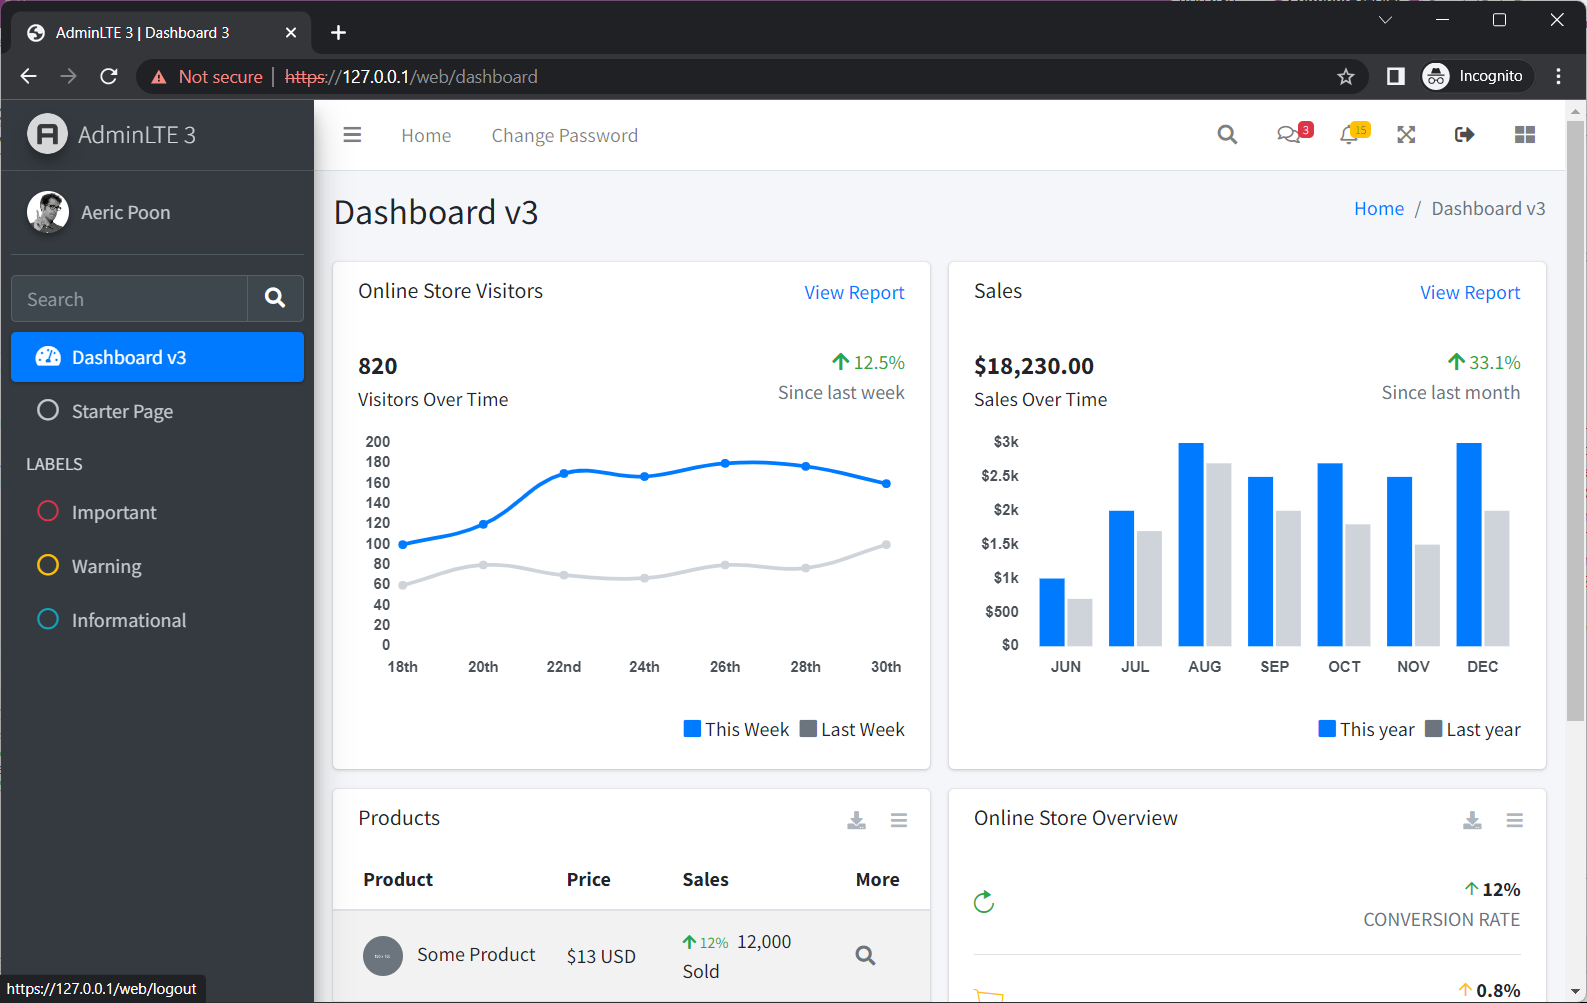 AdminLTE 3 | Dashboard 3
Not secure | https://127.0.0.1/web/dashboard
Incognito
AdminLTE 3
Home
Change Password
3
15
Aeric Poon
Search
Dashboard v3
Starter Page
LABELS
Important
Warning
Informational
Dashboard v3
Home / Dashboard v3
Online Store Visitors
View Report
820
Visitors Over Time
12.5%
Since last week
200
180
160
140
120
100
80
60
40
20
0
18th 20th 22nd 24th 26th 28th 30th
This Week Last Week
Sales
View Report
$18,230.00
Sales Over Time
33.1%
Since last month
$3k
$2.5k
$2k
$1.5k
$1k
$500
$0
JUN JUL AUG SEP OCT NOV DEC
This year Last year
Products
Product Price Sales More
Some Product $13 USD 12% 12,000
Sold
Online Store Overview
12%
CONVERSION RATE
0.8%
https://127.0.0.1/web/logout